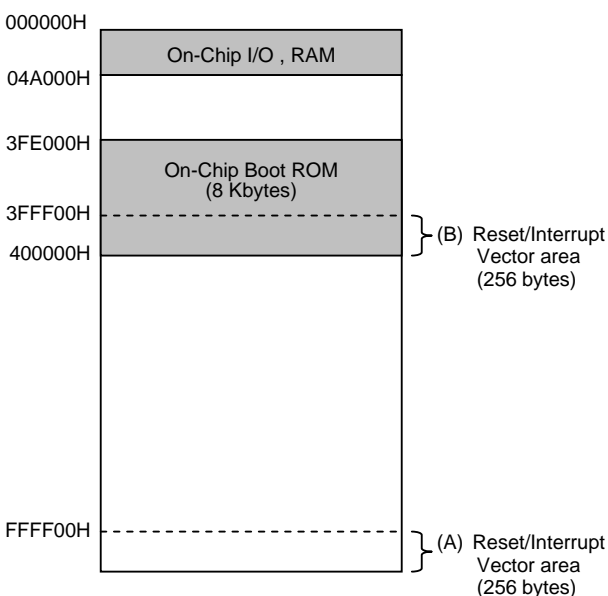 000000H
On-Chip I/O , RAM
04A000H
3FE000H
On-Chip Boot ROM
(8 Kbytes)
3FFF00H
(B) Reset/Interrupt
Vector area
(256 bytes)
400000H
FFFF00H
(A) Reset/Interrupt
Vector area
(256 bytes)